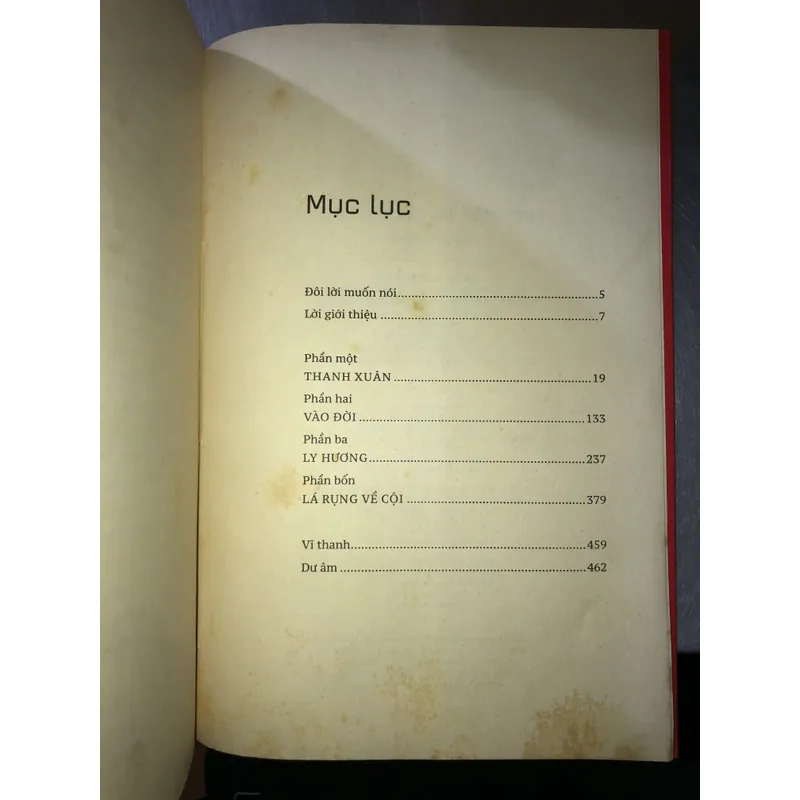 Mục lục
Đôi lời muốn nói....................................................5
Lời giới thiệu ........................................................7
Phần một
THANH XUÂN..................................................19
Phần hai
VÀO ĐỜI..........................................................133
Phần ba
LY HƯƠNG........................................................237
Phần bốn
LÁ RỤNG VỀ CỘI ..............................................379
Vĩ thanh............................................................459
Dư âm ..............................................................462